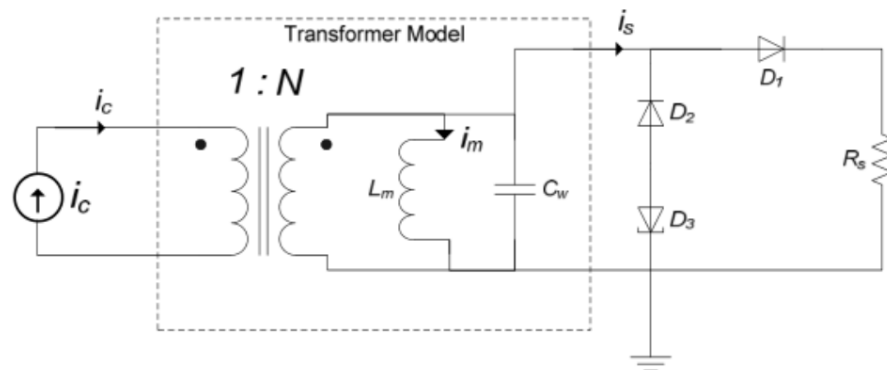 Transformer Model
1 : N
i_c
i_c
i_m
L_m
C_w
i_s
D_1
D_2
D_3
R_s